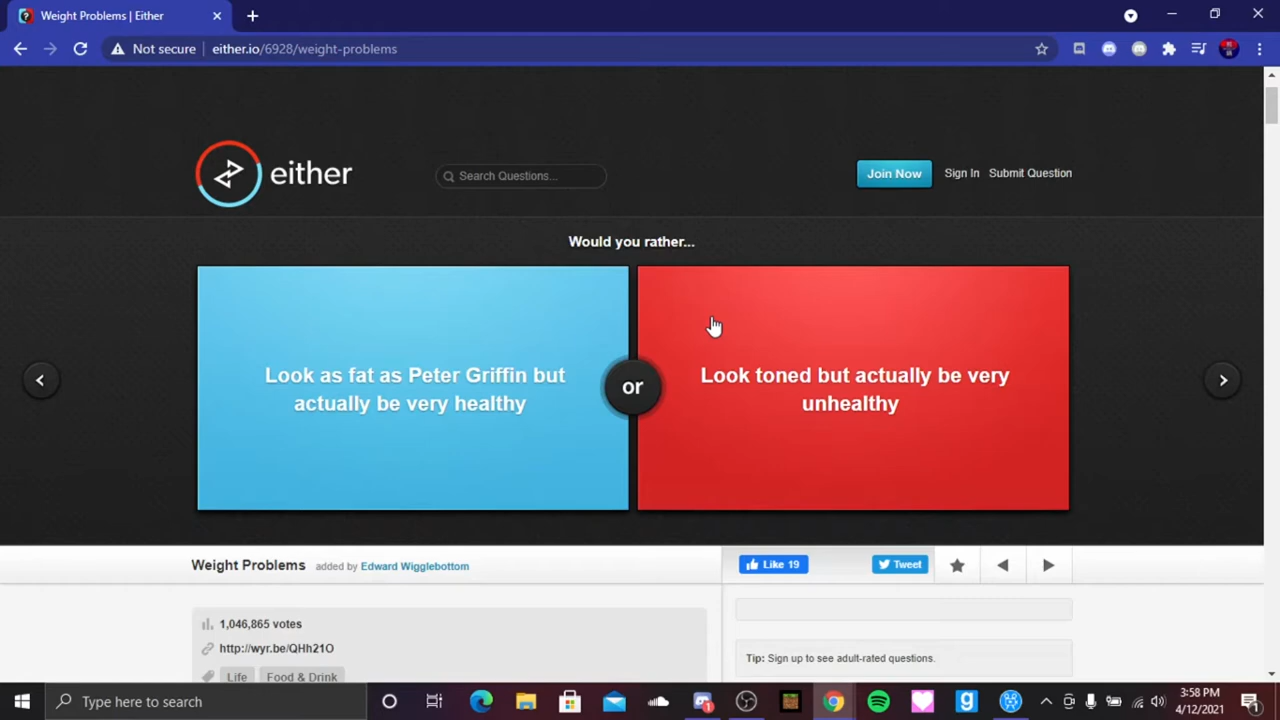 Weight Problems | Either
Not secure either.io/6928/weight-problems
either
Search Questions...
Join Now
Sign In
Submit Question
Would you rather...
Look as fat as Peter Griffin but
actually be very healthy
or
Look toned but actually be very
unhealthy
Weight Problems added by Edward Wigglebottom
Like 19
Tweet
1,046,865 votes
http://wyr.be/QHh21O
Life
Food & Drink
Tip: Sign up to see adult-rated questions.
Type here to search
1
3:58 PM
4/12/2021
1